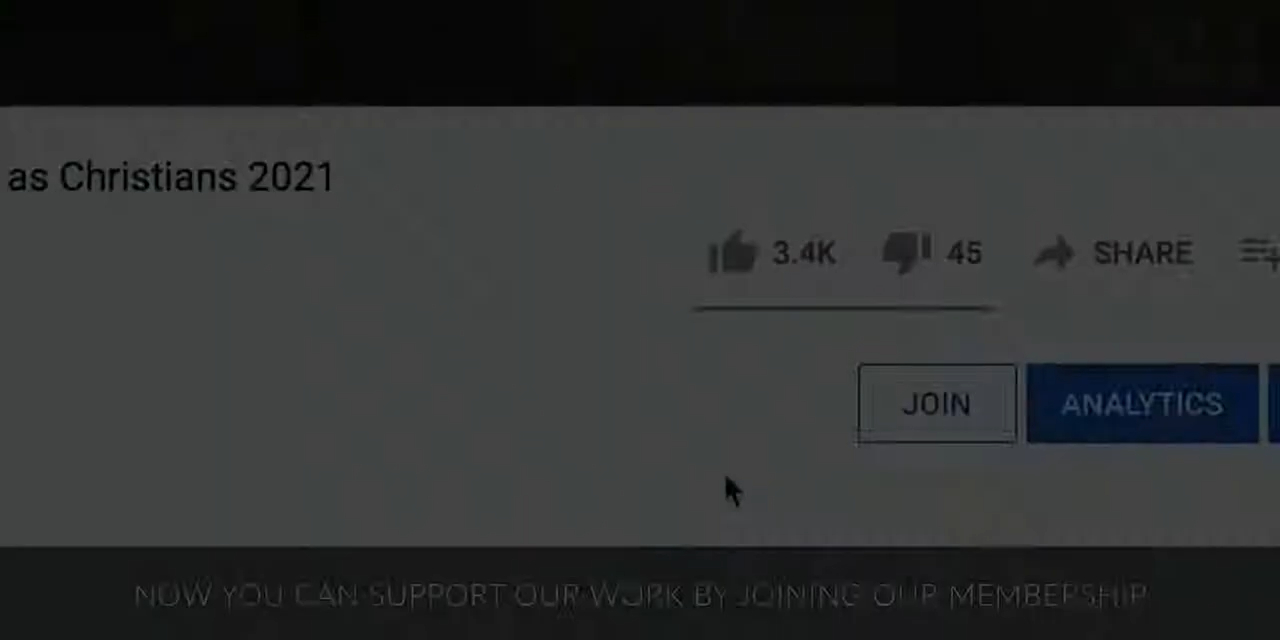 as Christians 2021
3.4K 45 SHARE
JOIN ANALYTICS
NOW YOU CAN SUPPORT OUR WORK BY JOINING OUR MEMBERSHIP